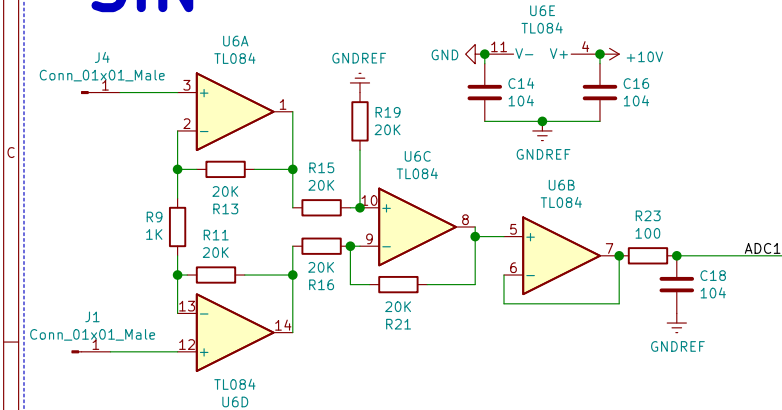 SIN
U6E
TL084
U6A
TL084
J4
Conn_01x01_Male
1
3
+
2
−
1
GNDREF
GND
11
V-
V+
4
+10V
C14
104
C16
104
GNDREF
R19
20K
20K
R13
R15
20K
U6C
TL084
10
+
9
−
8
U6B
TL084
5
+
6
−
7
R9
1K
R11
20K
20K
R16
20K
R21
R23
100
ADC1
C18
104
GNDREF
C
J1
Conn_01x01_Male
1
13
−
12
+
14
TL084
U6D